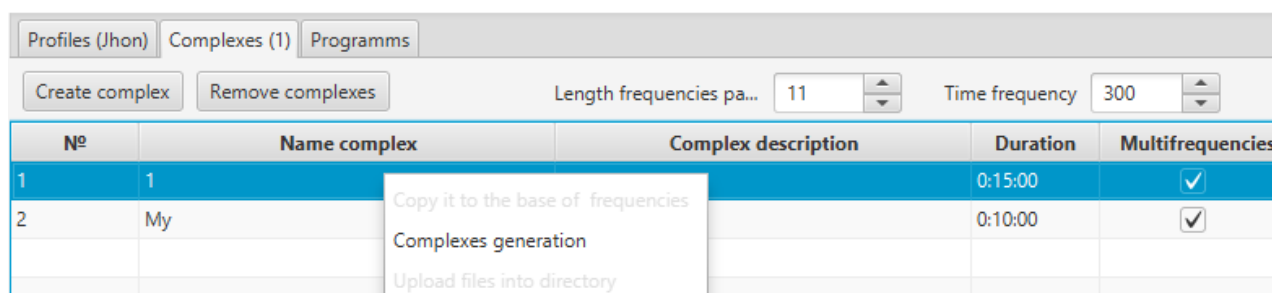 Profiles (Jhon) Complexes (1) Programms
Create complex Remove complexes Length frequencies pa... 11 Time frequency 300
Nº Name complex Complex description Duration Multifrequencies
1 1 0:15:00
Copy it to the base of frequencies
2 My 0:10:00
Complexes generation
Upload files into directory